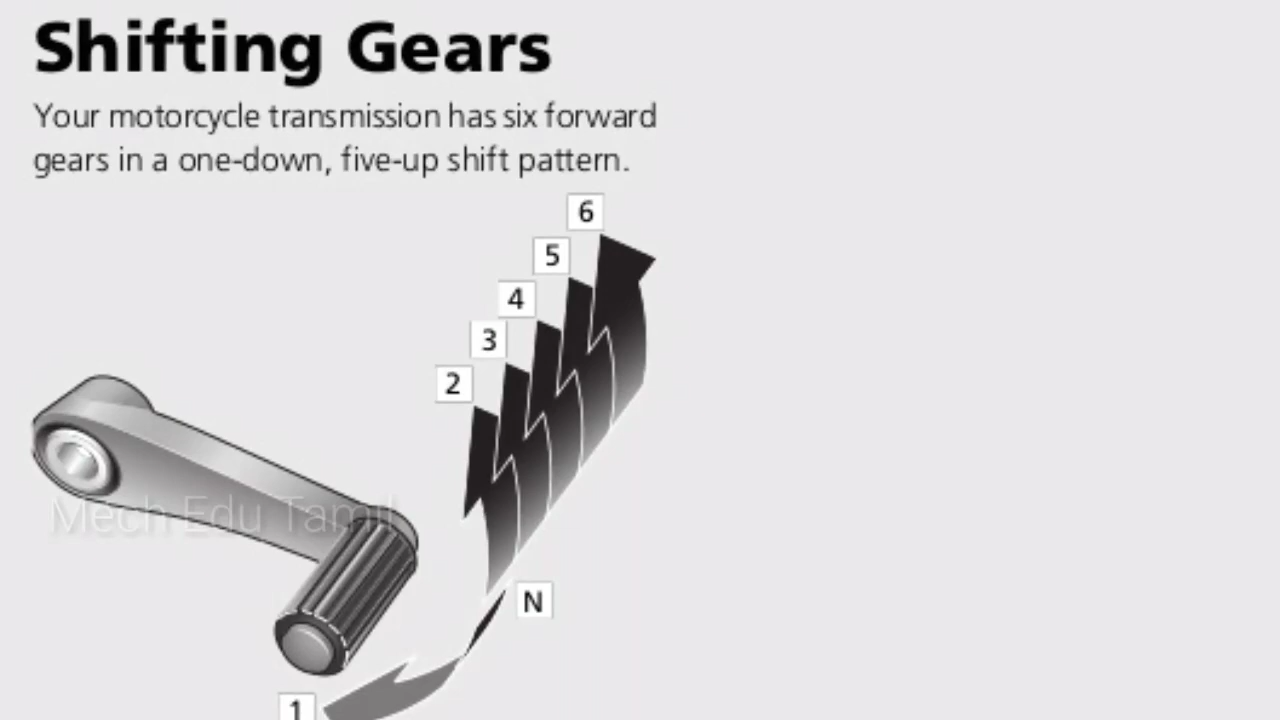 Shifting Gears
Your motorcycle transmission has six forward
gears in a one-down, five-up shift pattern.
6
5
4
3
2
Mech Edu Tamil
N
1